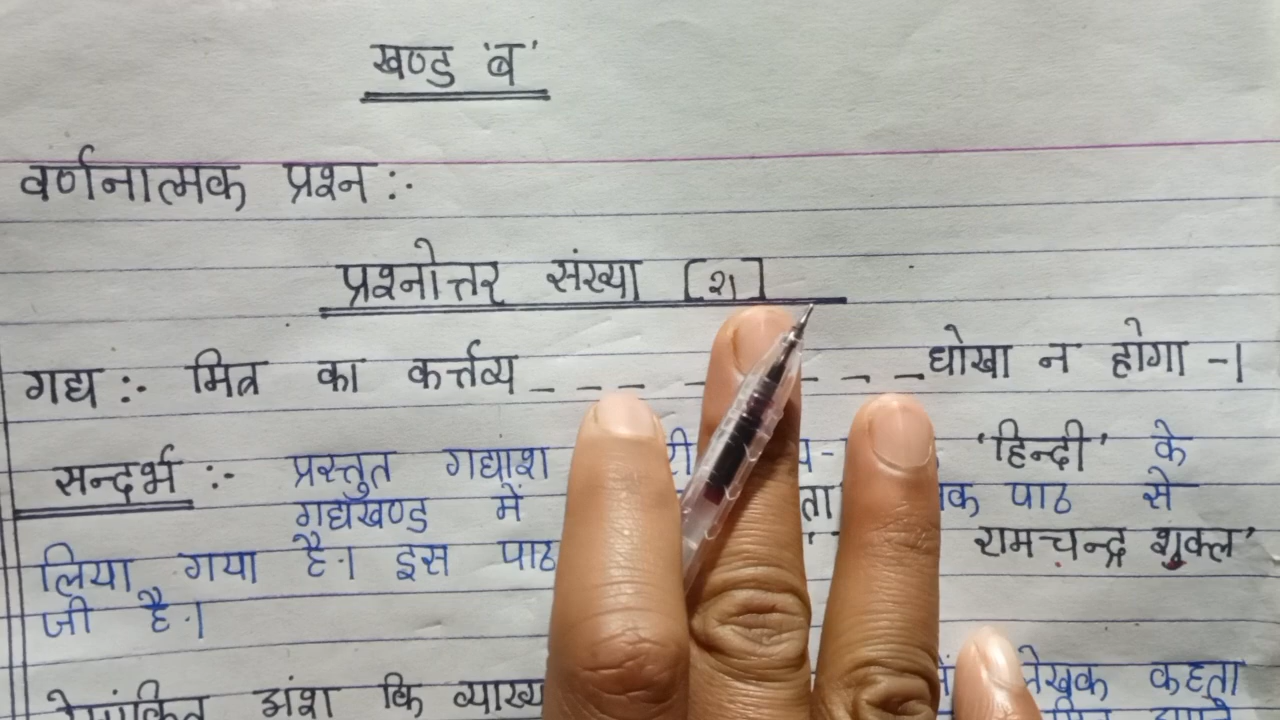 खण्ड 'ब'
वर्णनात्मक प्रश्न :-
प्रश्नोत्तर संख्या [21]
गद्य :- मित्र का कर्त्तव्य _ _ _ _ _ _ _ धोखा न होगा -।
सन्दर्भ :- प्रस्तुत गद्यांश 'हिन्दी' के
गद्यखण्ड में पाठ से
लिया गया है। इस पाठ रामचन्द्र शुक्ल'
जी है।
अंश कि लेखक कहता